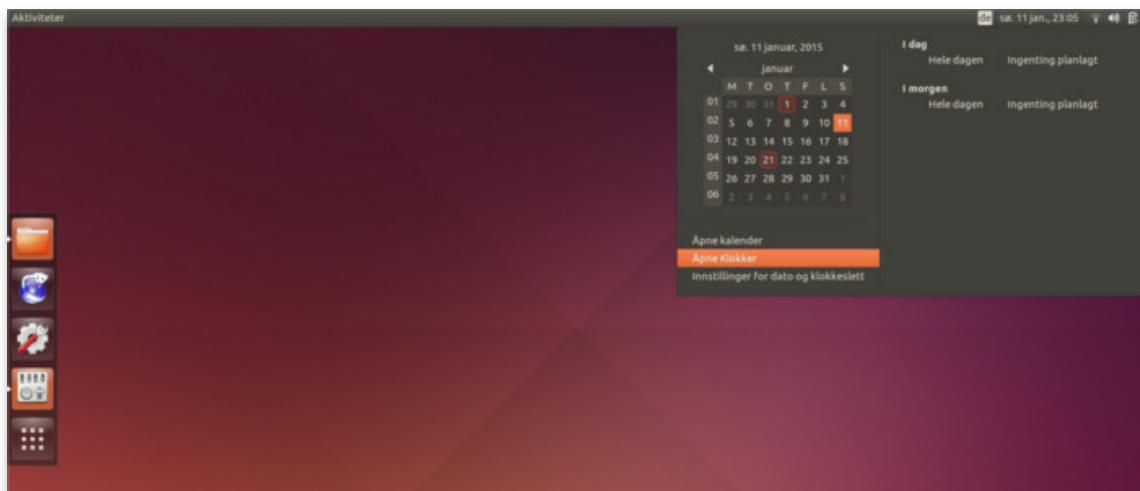 Aktiviteter
de sø. 11 jan., 23:05
sø. 11 januar, 2015
januar
M T O T F L S
01 29 30 31 1 2 3 4
02 5 6 7 8 9 10 11
03 12 13 14 15 16 17 18
04 19 20 21 22 23 24 25
05 26 27 28 29 30 31 1
06 2 3 4 5 6 7 8
Åpne kalender
Åpne Klokker
Innstillinger for dato og klokkeslett
I dag
Hele dagen Ingenting planlagt
I morgen
Hele dagen Ingenting planlagt